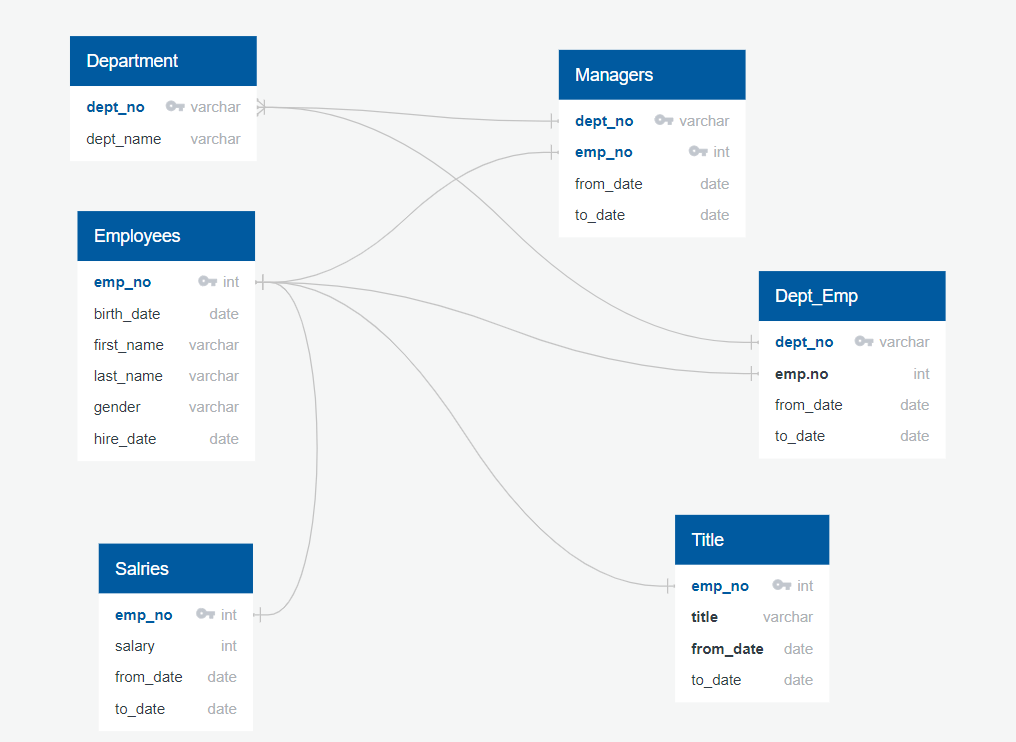 Department
dept_no varchar
dept_name varchar
Managers
dept_no varchar
emp_no int
from_date date
to_date date
Employees
emp_no int
birth_date date
first_name varchar
last_name varchar
gender varchar
hire_date date
Dept_Emp
dept_no varchar
emp.no int
from_date date
to_date date
Salries
emp_no int
salary int
from_date date
to_date date
Title
emp_no int
title varchar
from_date date
to_date date